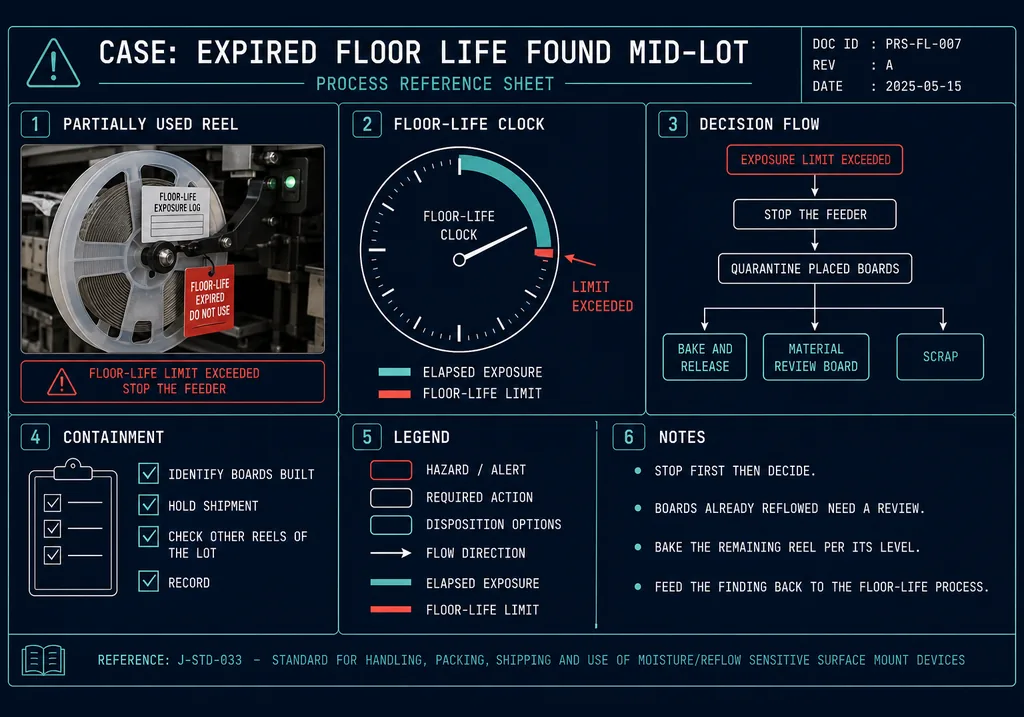 CASE: EXPIRED FLOOR LIFE FOUND MID-LOT
PROCESS REFERENCE SHEET
DOC ID : PRS-FL-007
REV : A
DATE : 2025-05-15
1 PARTIALLY USED REEL
FLOOR-LIFE
EXPOSURE LOG
FLOOR-LIFE
EXPIRED
DO NOT USE
FLOOR-LIFE LIMIT EXCEEDED
STOP THE FEEDER
2 FLOOR-LIFE CLOCK
FLOOR-LIFE
CLOCK
LIMIT
EXCEEDED
ELAPSED EXPOSURE
FLOOR-LIFE LIMIT
3 DECISION FLOW
EXPOSURE LIMIT EXCEEDED
STOP THE FEEDER
QUARANTINE PLACED BOARDS
BAKE AND
RELEASE
MATERIAL
REVIEW BOARD
SCRAP
4 CONTAINMENT
IDENTIFY BOARDS BUILT
HOLD SHIPMENT
CHECK OTHER REELS OF
THE LOT
RECORD
5 LEGEND
HAZARD / ALERT
REQUIRED ACTION
DISPOSITION OPTIONS
FLOW DIRECTION
ELAPSED EXPOSURE
FLOOR-LIFE LIMIT
6 NOTES
• STOP FIRST THEN DECIDE.
• BOARDS ALREADY REFLOWED NEED A REVIEW.
• BAKE THE REMAINING REEL PER ITS LEVEL.
• FEED THE FINDING BACK TO THE FLOOR-LIFE PROCESS.
REFERENCE: J-STD-033 – STANDARD FOR HANDLING, PACKING, SHIPPING AND USE OF MOISTURE/REFLOW SENSITIVE SURFACE MOUNT DEVICES